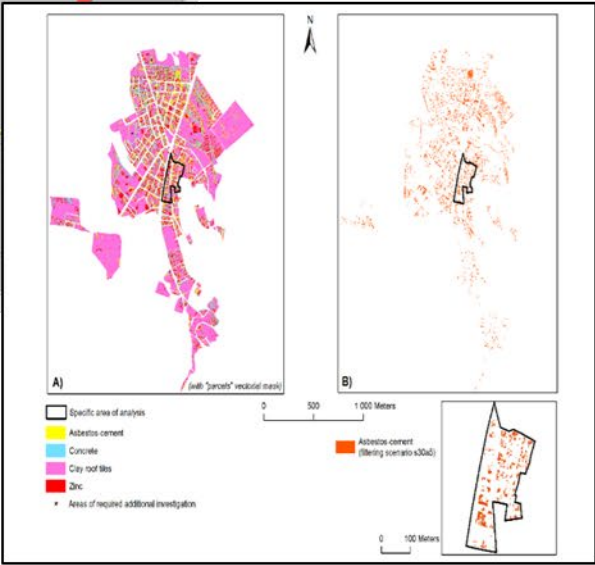 N
A)
(with "parcels" vectorial mask)
B)
Specific area of analysis
Asbestos-cement
Concrete
Clay roof tiles
Zinc
Areas of required additional investigation
0 500 1 000 Meters
Asbestos-cement
(filtering scenario s30a5)
0 100 Meters